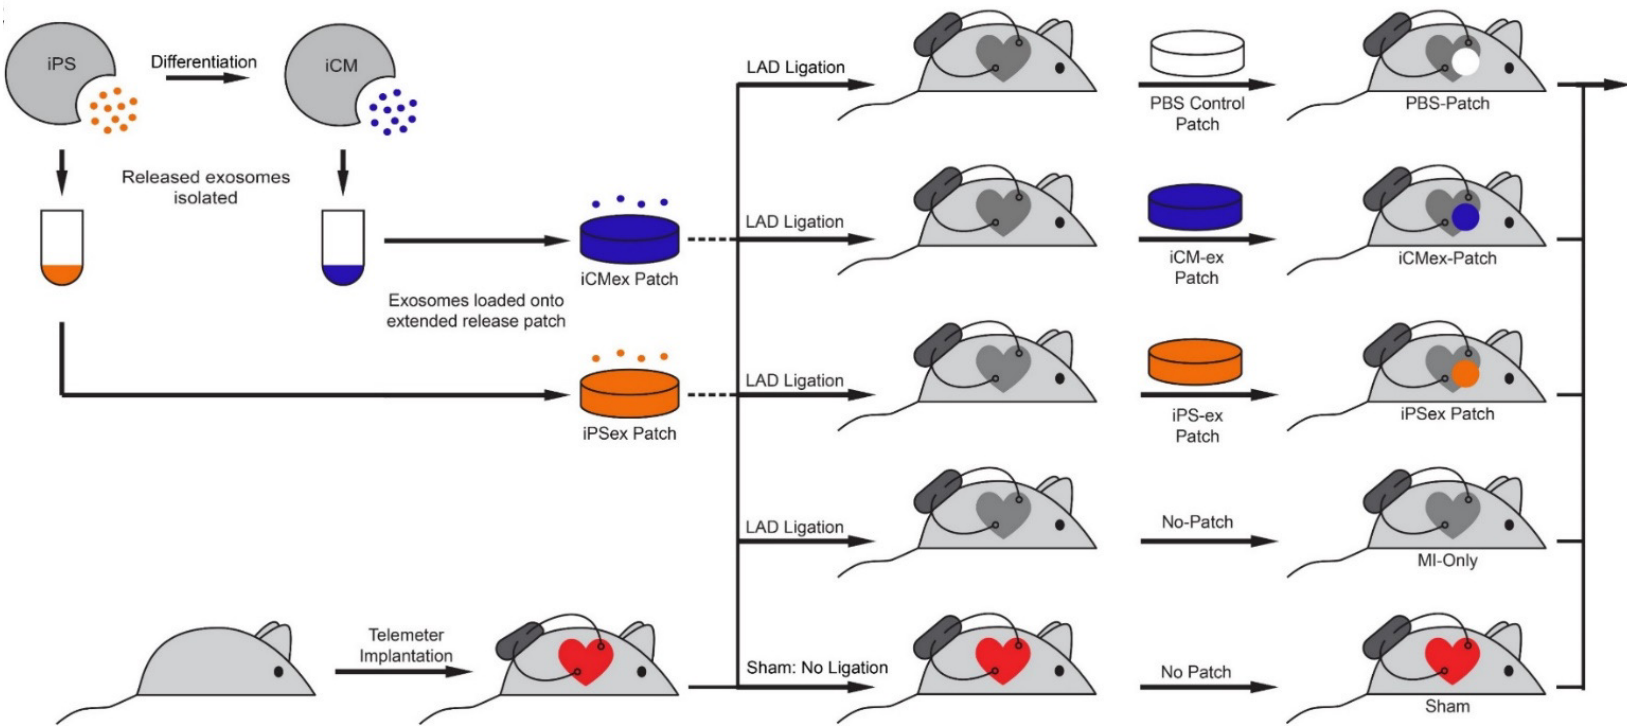 iPS
Differentiation
iCM
Released exosomes
isolated
iCMex Patch
Exosomes loaded onto
extended release patch
iPSex Patch
Telemeter
Implantation
LAD Ligation
PBS Control
Patch
PBS-Patch
LAD Ligation
iCM-ex
Patch
iCMex-Patch
LAD Ligation
iPS-ex
Patch
iPSex Patch
LAD Ligation
No-Patch
MI-Only
Sham: No Ligation
No Patch
Sham